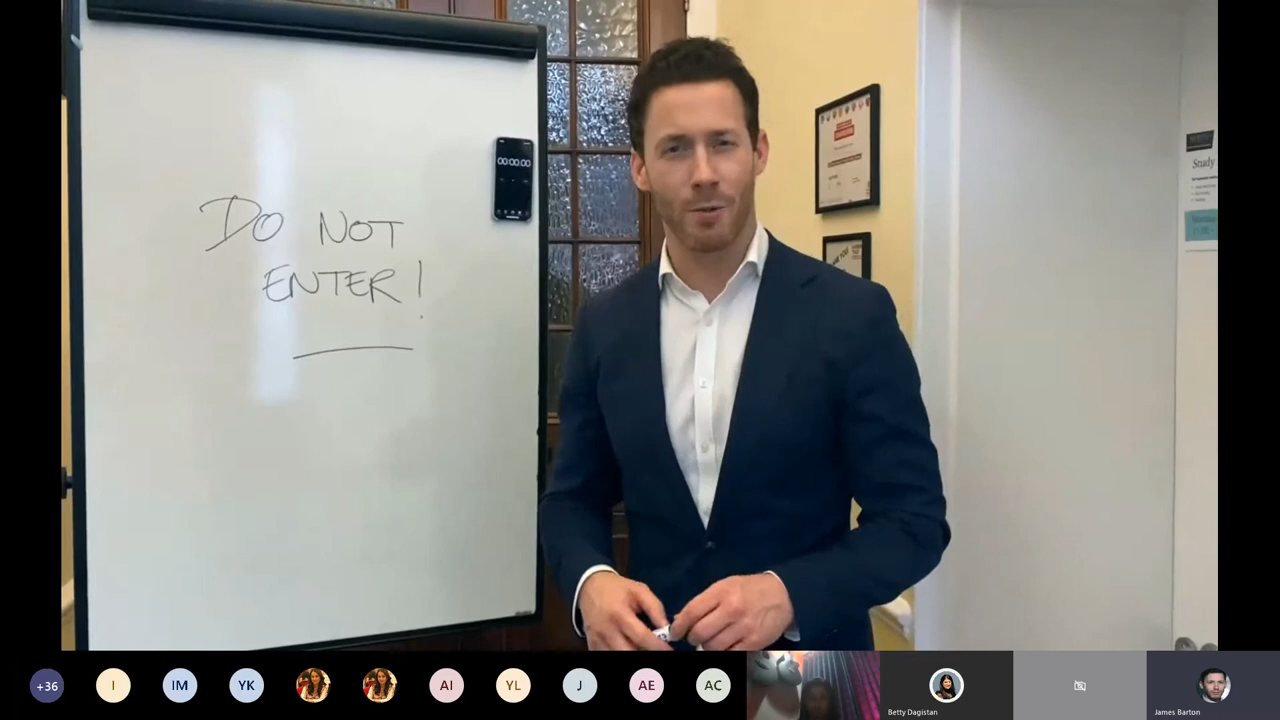 DO NOT
ENTER!
00:00.00
Study
+36
I
IM
YK
AI
YL
J
AE
AC
Betty Dagistan
James Barton